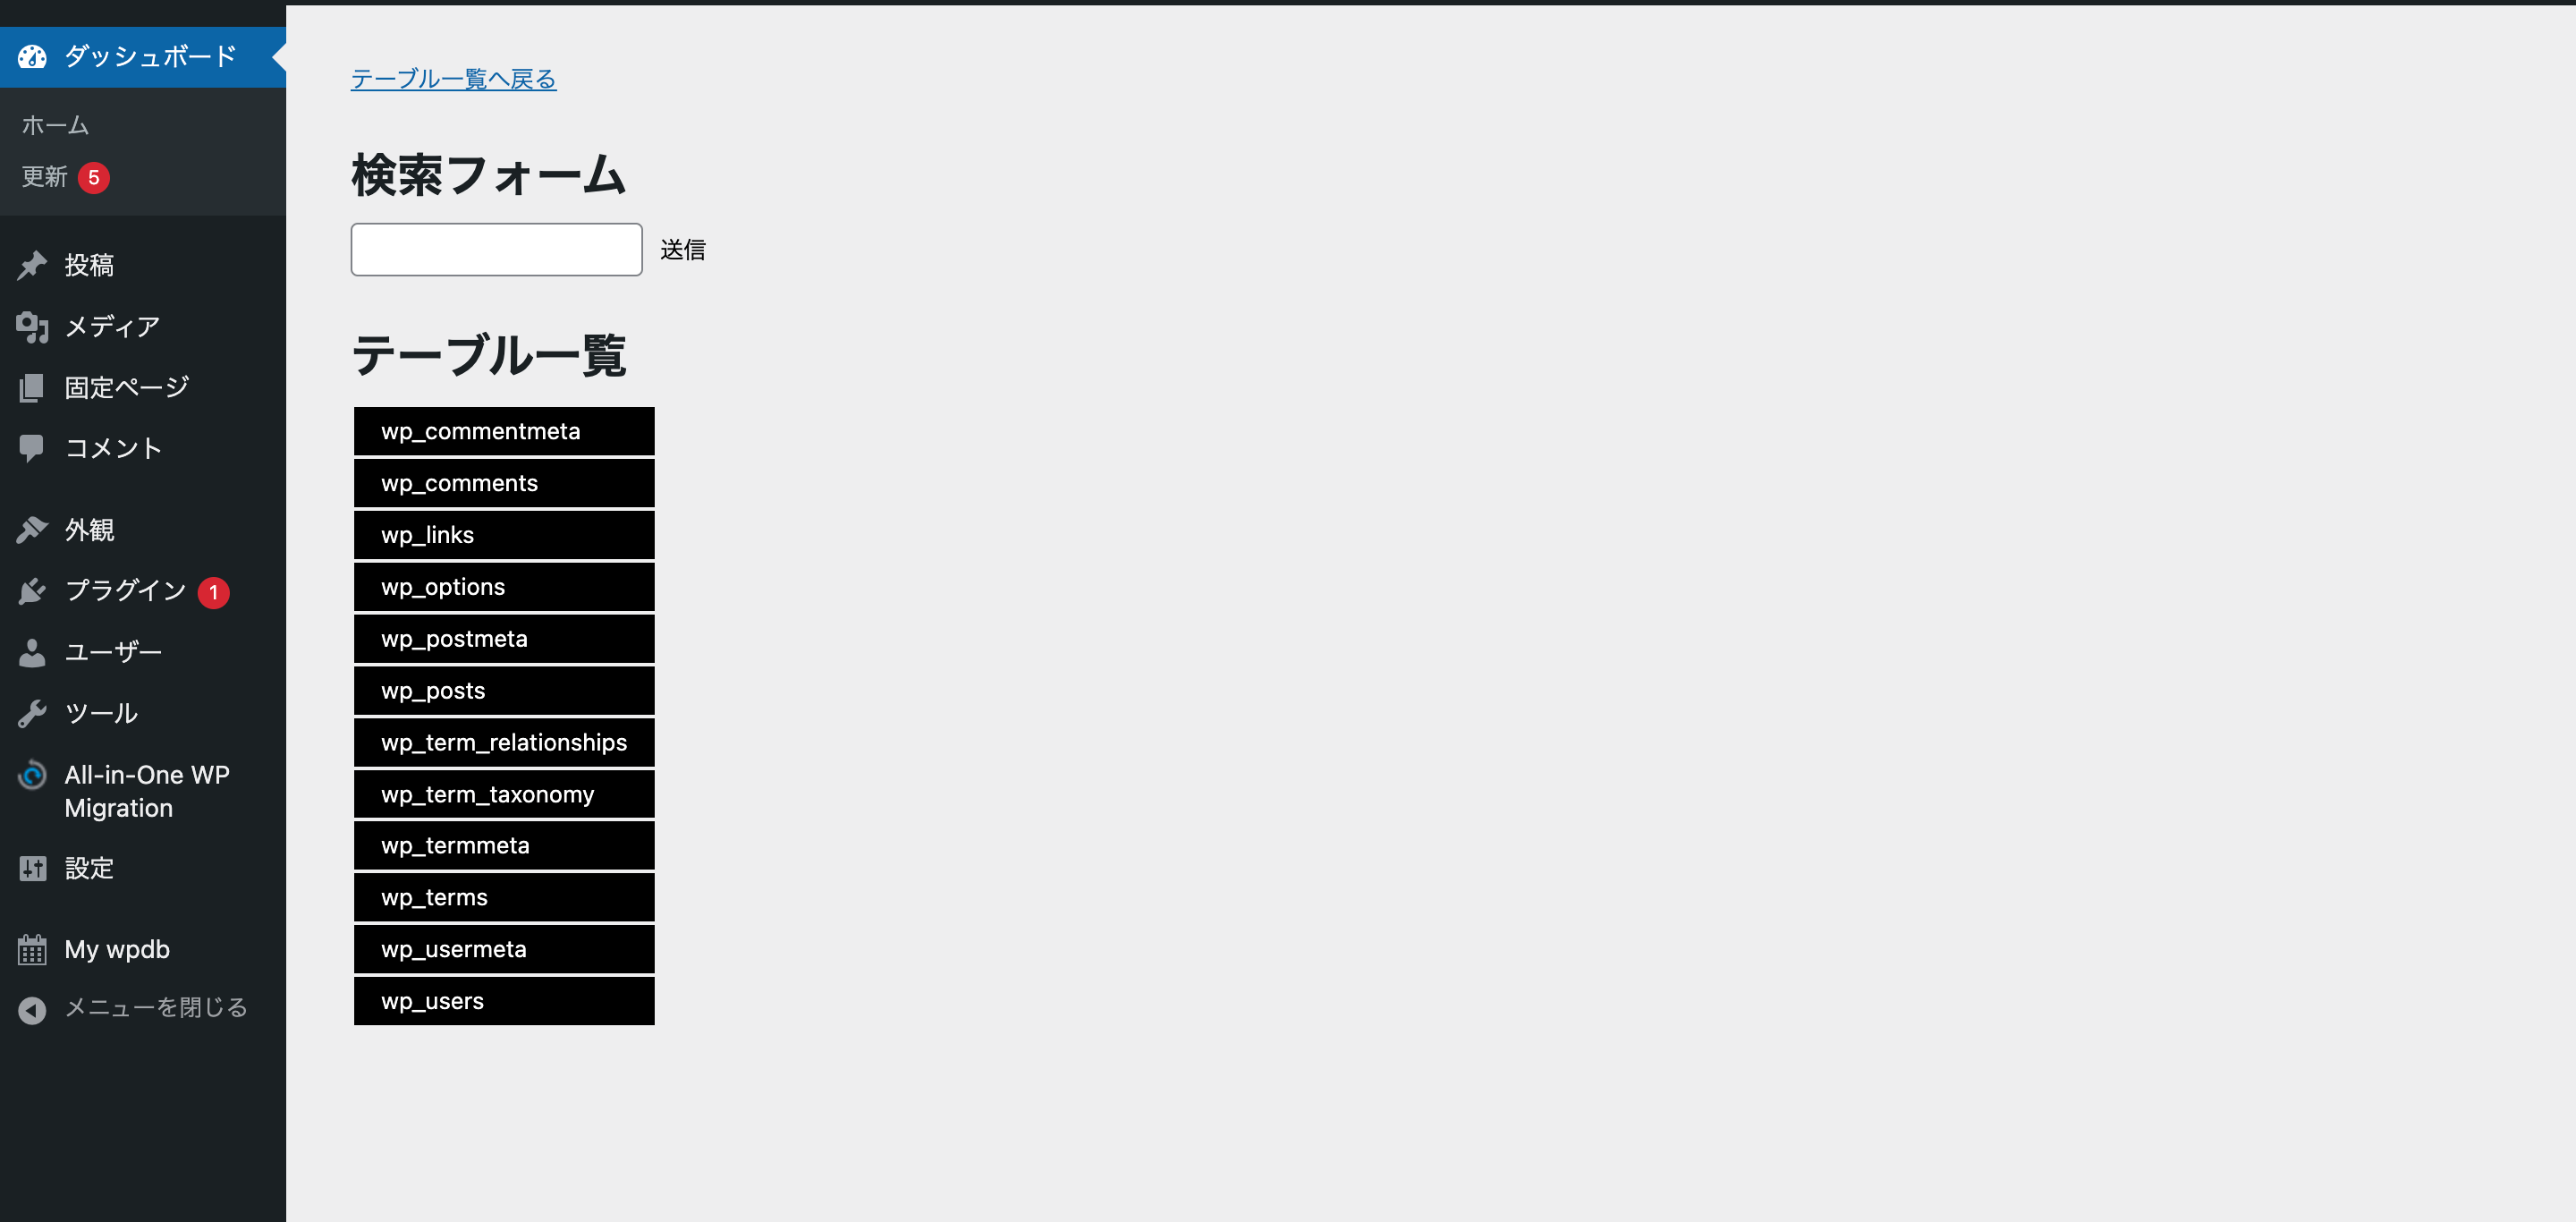 ダッシュボード
ホーム
更新 5
投稿
メディア
固定ページ
コメント
外観
プラグイン 1
ユーザー
ツール
All-in-One WP
Migration
設定
My wpdb
メニューを閉じる
テーブル一覧へ戻る
検索フォーム
送信
テーブル一覧
wp_commentmeta
wp_comments
wp_links
wp_options
wp_postmeta
wp_posts
wp_term_relationships
wp_term_taxonomy
wp_termmeta
wp_terms
wp_usermeta
wp_users